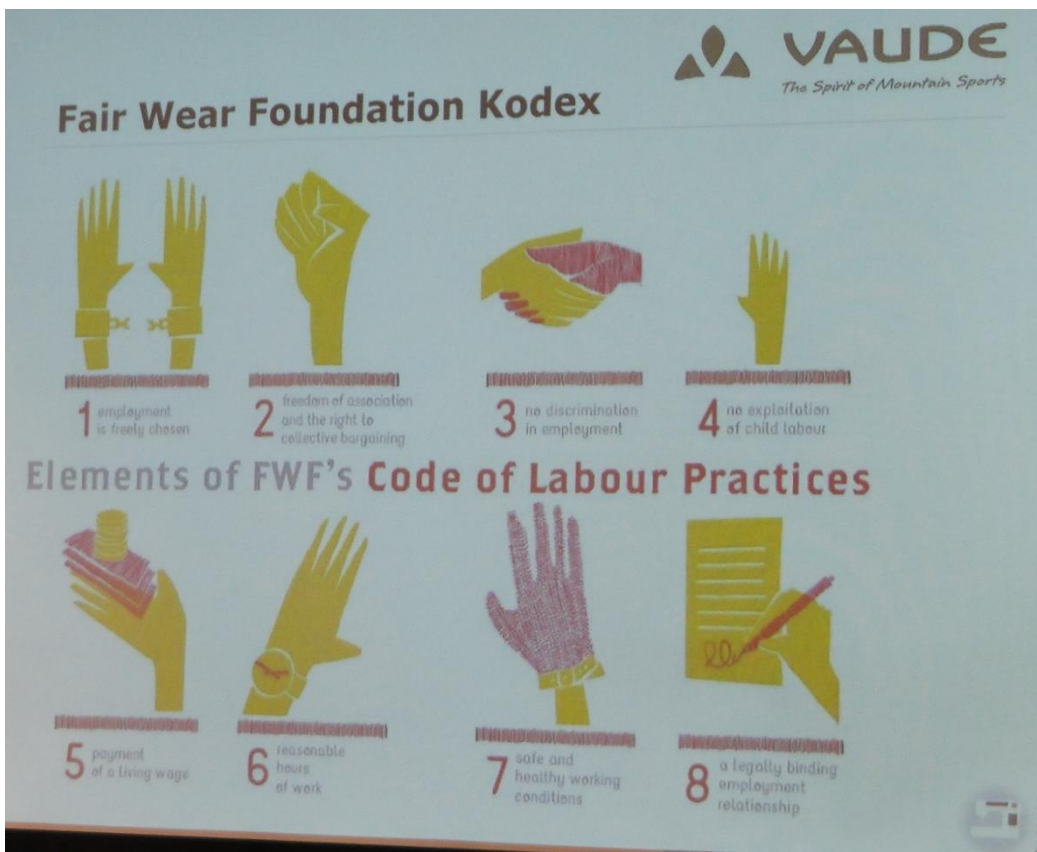 VAUDE
The Spirit of Mountain Sports
Fair Wear Foundation Kodex
1 employment
is freely chosen
2 freedom of association
and the right to
collective bargaining
3 no discrimination
in employment
4 no exploitation
of child labour
Elements of FWF's Code of Labour Practices
5 payment
of a living wage
6 reasonable
hours
of work
7 safe and
healthy working
conditions
8 a legally binding
employment
relationship